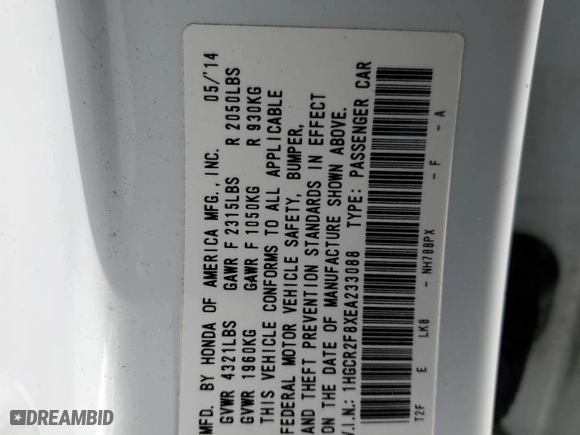 MFD. BY HONDA OF AMERICA MFG., INC. 05/'14
GVWR 4321LBS GAWR F 2315LBS R 2050LBS
GVWR 1960KG GAWR F 1050KG R 930KG
THIS VEHICLE CONFORMS TO ALL APPLICABLE
FEDERAL MOTOR VEHICLE SAFETY, BUMPER,
AND THEFT PREVENTION STANDARDS IN EFFECT
ON THE DATE OF MANUFACTURE SHOWN ABOVE.
V.I.N.: 1HGCR2F8XEA233088 TYPE: PASSENGER CAR
T2F E LK8 - NH788PX - F - A
DREAMBID